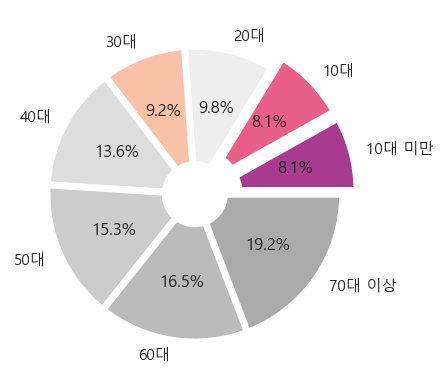 20대
30대
10대
9.8%
9.2%
8.1%
40대
10대 미만
13.6%
8.1%
15.3%
19.2%
50대
16.5%
70대 이상
60대